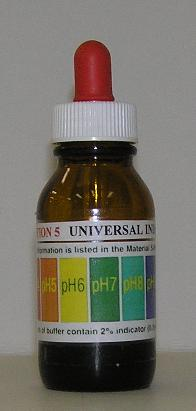 TION 5 UNIVERSAL IN
nformation is listed in the Material S
pH5 pH6 pH7 pH8 pH
s of buffer contain 2% indicator